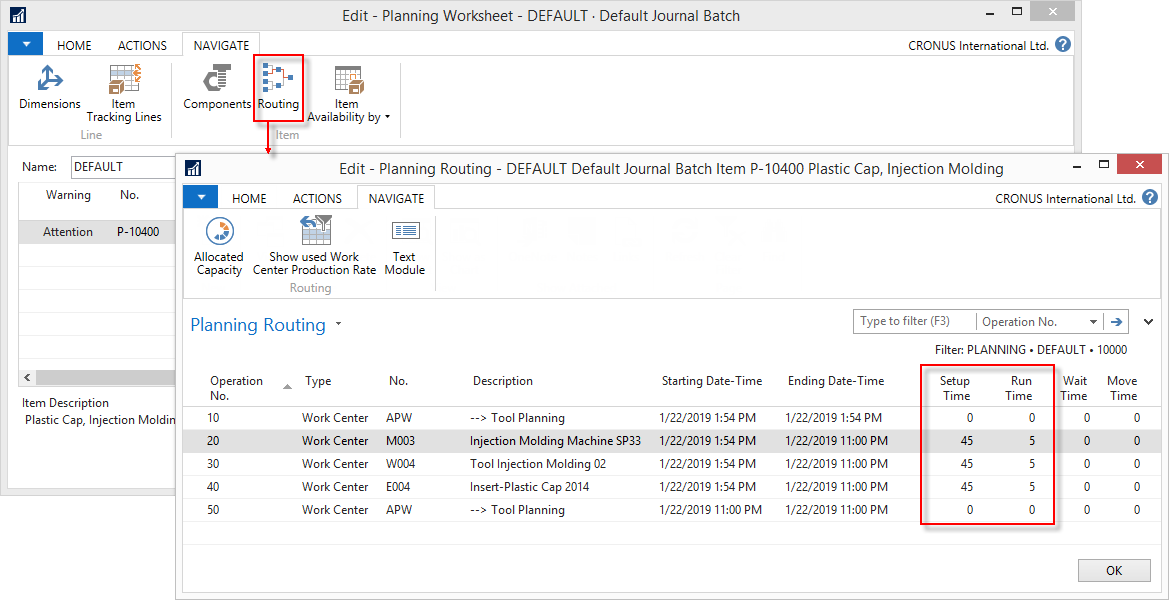 Edit - Planning Worksheet - DEFAULT · Default Journal Batch
HOME ACTIONS NAVIGATE CRONUS International Ltd. ?
Dimensions Item Tracking Lines Components Routing Item Availability by
Line Item
Name: DEFAULT
Warning No.
Attention P-10400
Item Description
Plastic Cap, Injection Moldin
Edit - Planning Routing - DEFAULT Default Journal Batch Item P-10400 Plastic Cap, Injection Molding
HOME ACTIONS NAVIGATE CRONUS International Ltd. ?
Allocated Capacity Show used Work Center Production Rate Text Module
Routing
Planning Routing Type to filter (F3) Operation No.
Filter: PLANNING • DEFAULT • 10000
Operation No. Type No. Description Starting Date-Time Ending Date-Time Setup Time Run Time Wait Time Move Time
10 Work Center APW --> Tool Planning 1/22/2019 1:54 PM 1/22/2019 1:54 PM 0 0 0 0
20 Work Center M003 Injection Molding Machine SP33 1/22/2019 1:54 PM 1/22/2019 11:00 PM 45 5 0 0
30 Work Center W004 Tool Injection Molding 02 1/22/2019 1:54 PM 1/22/2019 11:00 PM 45 5 0 0
40 Work Center E004 Insert-Plastic Cap 2014 1/22/2019 1:54 PM 1/22/2019 11:00 PM 45 5 0 0
50 Work Center APW --> Tool Planning 1/22/2019 11:00 PM 1/22/2019 11:00 PM 0 0 0 0
OK